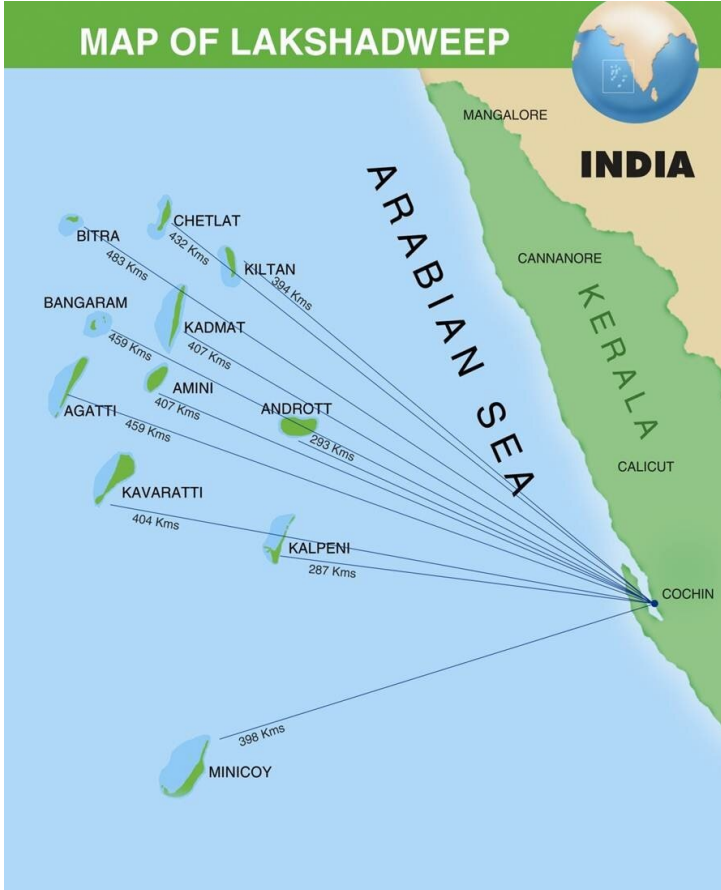 MAP OF LAKSHADWEEP
MANGALORE
INDIA
ARABIAN SEA
CHETLAT
432 Kms
BITRA
483 Kms
KILTAN
394 Kms
CANNANORE
KERALA
BANGARAM
459 Kms
KADMAT
407 Kms
AMINI
407 Kms
AGATTI
459 Kms
ANDROTT
293 Kms
CALICUT
KAVARATTI
404 Kms
KALPENI
287 Kms
COCHIN
398 Kms
MINICOY